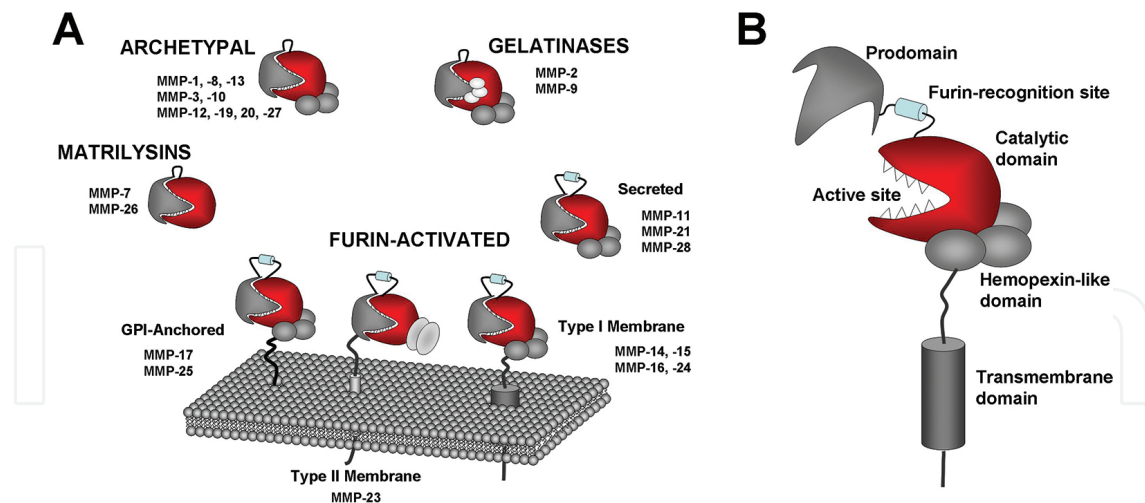 A
ARCHETYPAL
MMP-1, -8, -13
MMP-3, -10
MMP-12, -19, 20, -27
GELATINASES
MMP-2
MMP-9
MATRILYSINS
MMP-7
MMP-26
Secreted
MMP-11
MMP-21
MMP-28
FURIN-ACTIVATED
GPI-Anchored
MMP-17
MMP-25
Type I Membrane
MMP-14, -15
MMP-16, -24
Type II Membrane
MMP-23
B
Prodomain
Furin-recognition site
Catalytic
domain
Active site
Hemopexin-like
domain
Transmembrane
domain